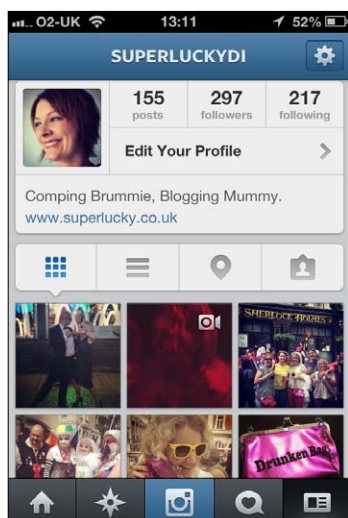 O2-UK 13:11 52%
SUPERLUCKYDI
155 297 217
posts followers following
Edit Your Profile
Comping Brummie, Blogging Mummy.
www.superlucky.co.uk
SHERLOCK HOLMES
Drunken Bag